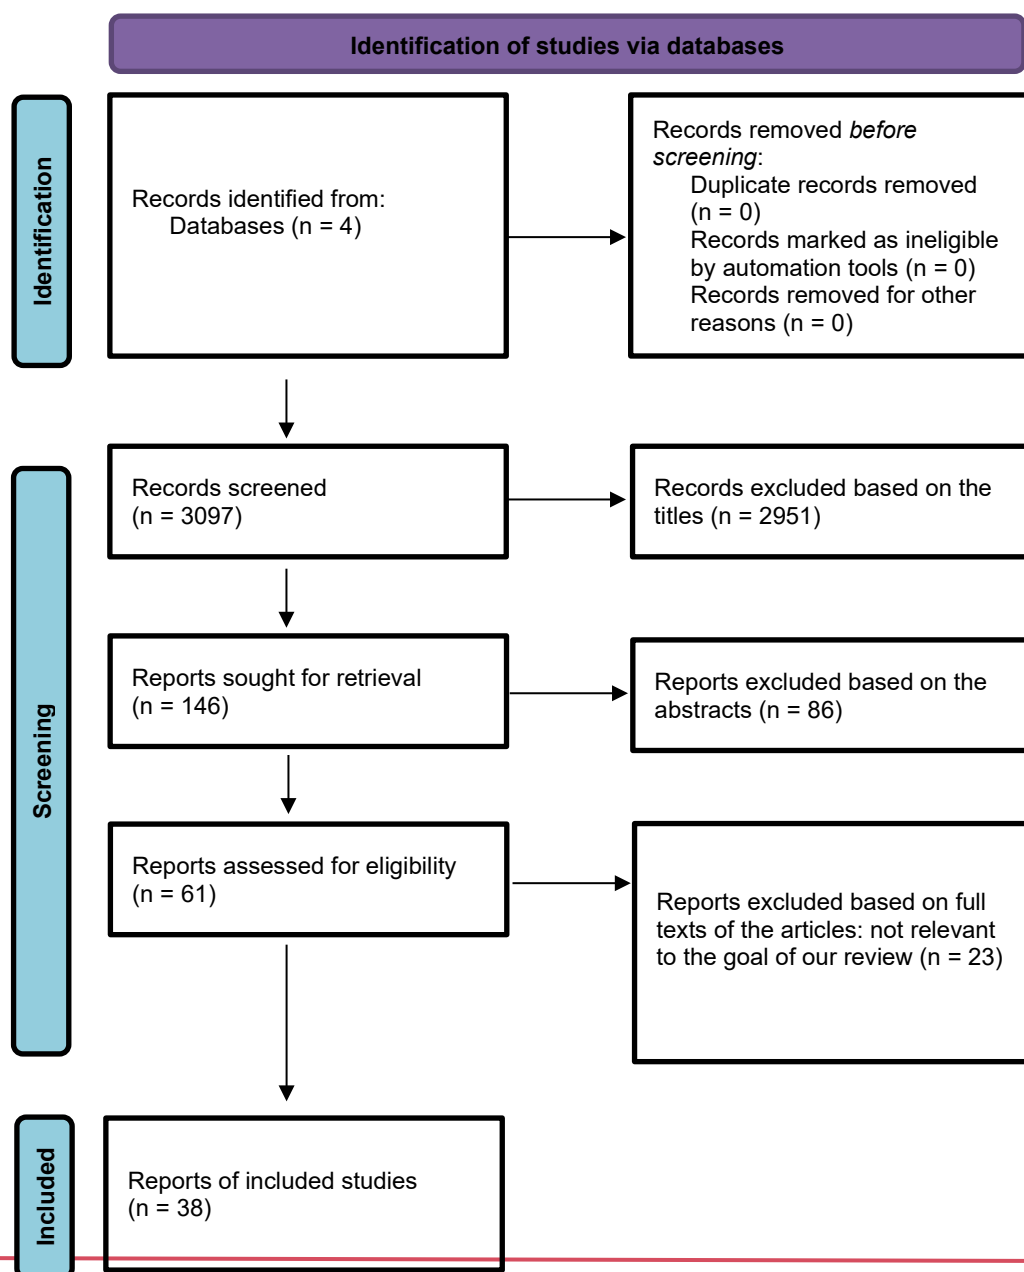 Identification of studies via databases
Identification
Records identified from:
Databases (n = 4)
Records removed before
screening:
Duplicate records removed
(n = 0)
Records marked as ineligible
by automation tools (n = 0)
Records removed for other
reasons (n = 0)
Screening
Records screened
(n = 3097)
Records excluded based on the
titles (n = 2951)
Reports sought for retrieval
(n = 146)
Reports excluded based on the
abstracts (n = 86)
Reports assessed for eligibility
(n = 61)
Reports excluded based on full
texts of the articles: not relevant
to the goal of our review (n = 23)
Included
Reports of included studies
(n = 38)